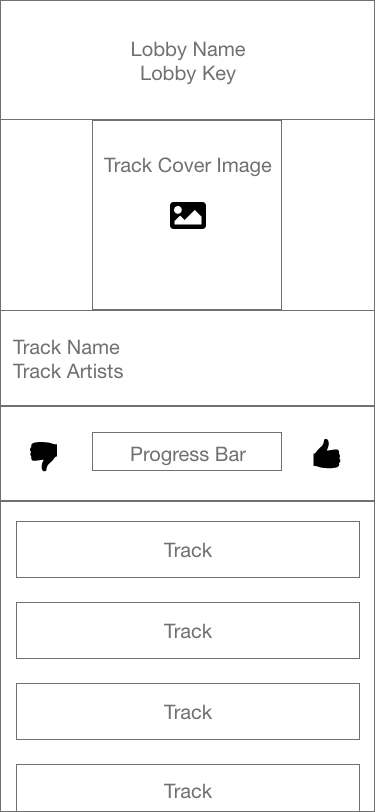 Lobby Name
Lobby Key
Track Cover Image
Track Name
Track Artists
Progress Bar
Track
Track
Track
Track